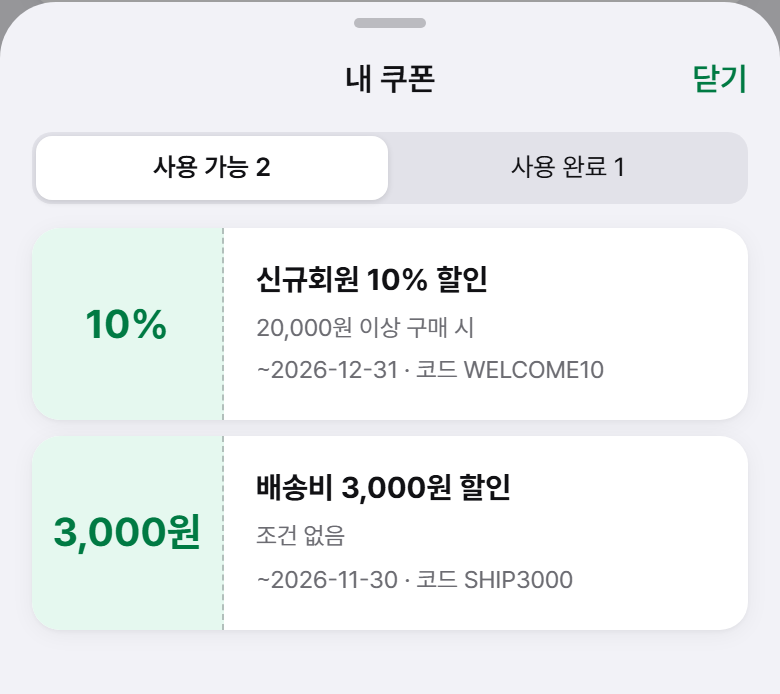 내 쿠폰
닫기
사용 가능 2
사용 완료 1
10%
신규회원 10% 할인
20,000원 이상 구매 시
~2026-12-31 · 코드 WELCOME10
3,000원
배송비 3,000원 할인
조건 없음
~2026-11-30 · 코드 SHIP3000